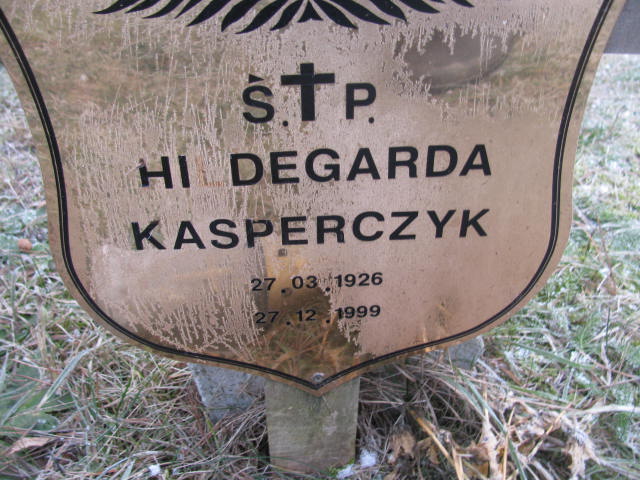 Ś.†P.
HI DEGARDA
KASPERCZYK
27.03.1926
27.12.1999